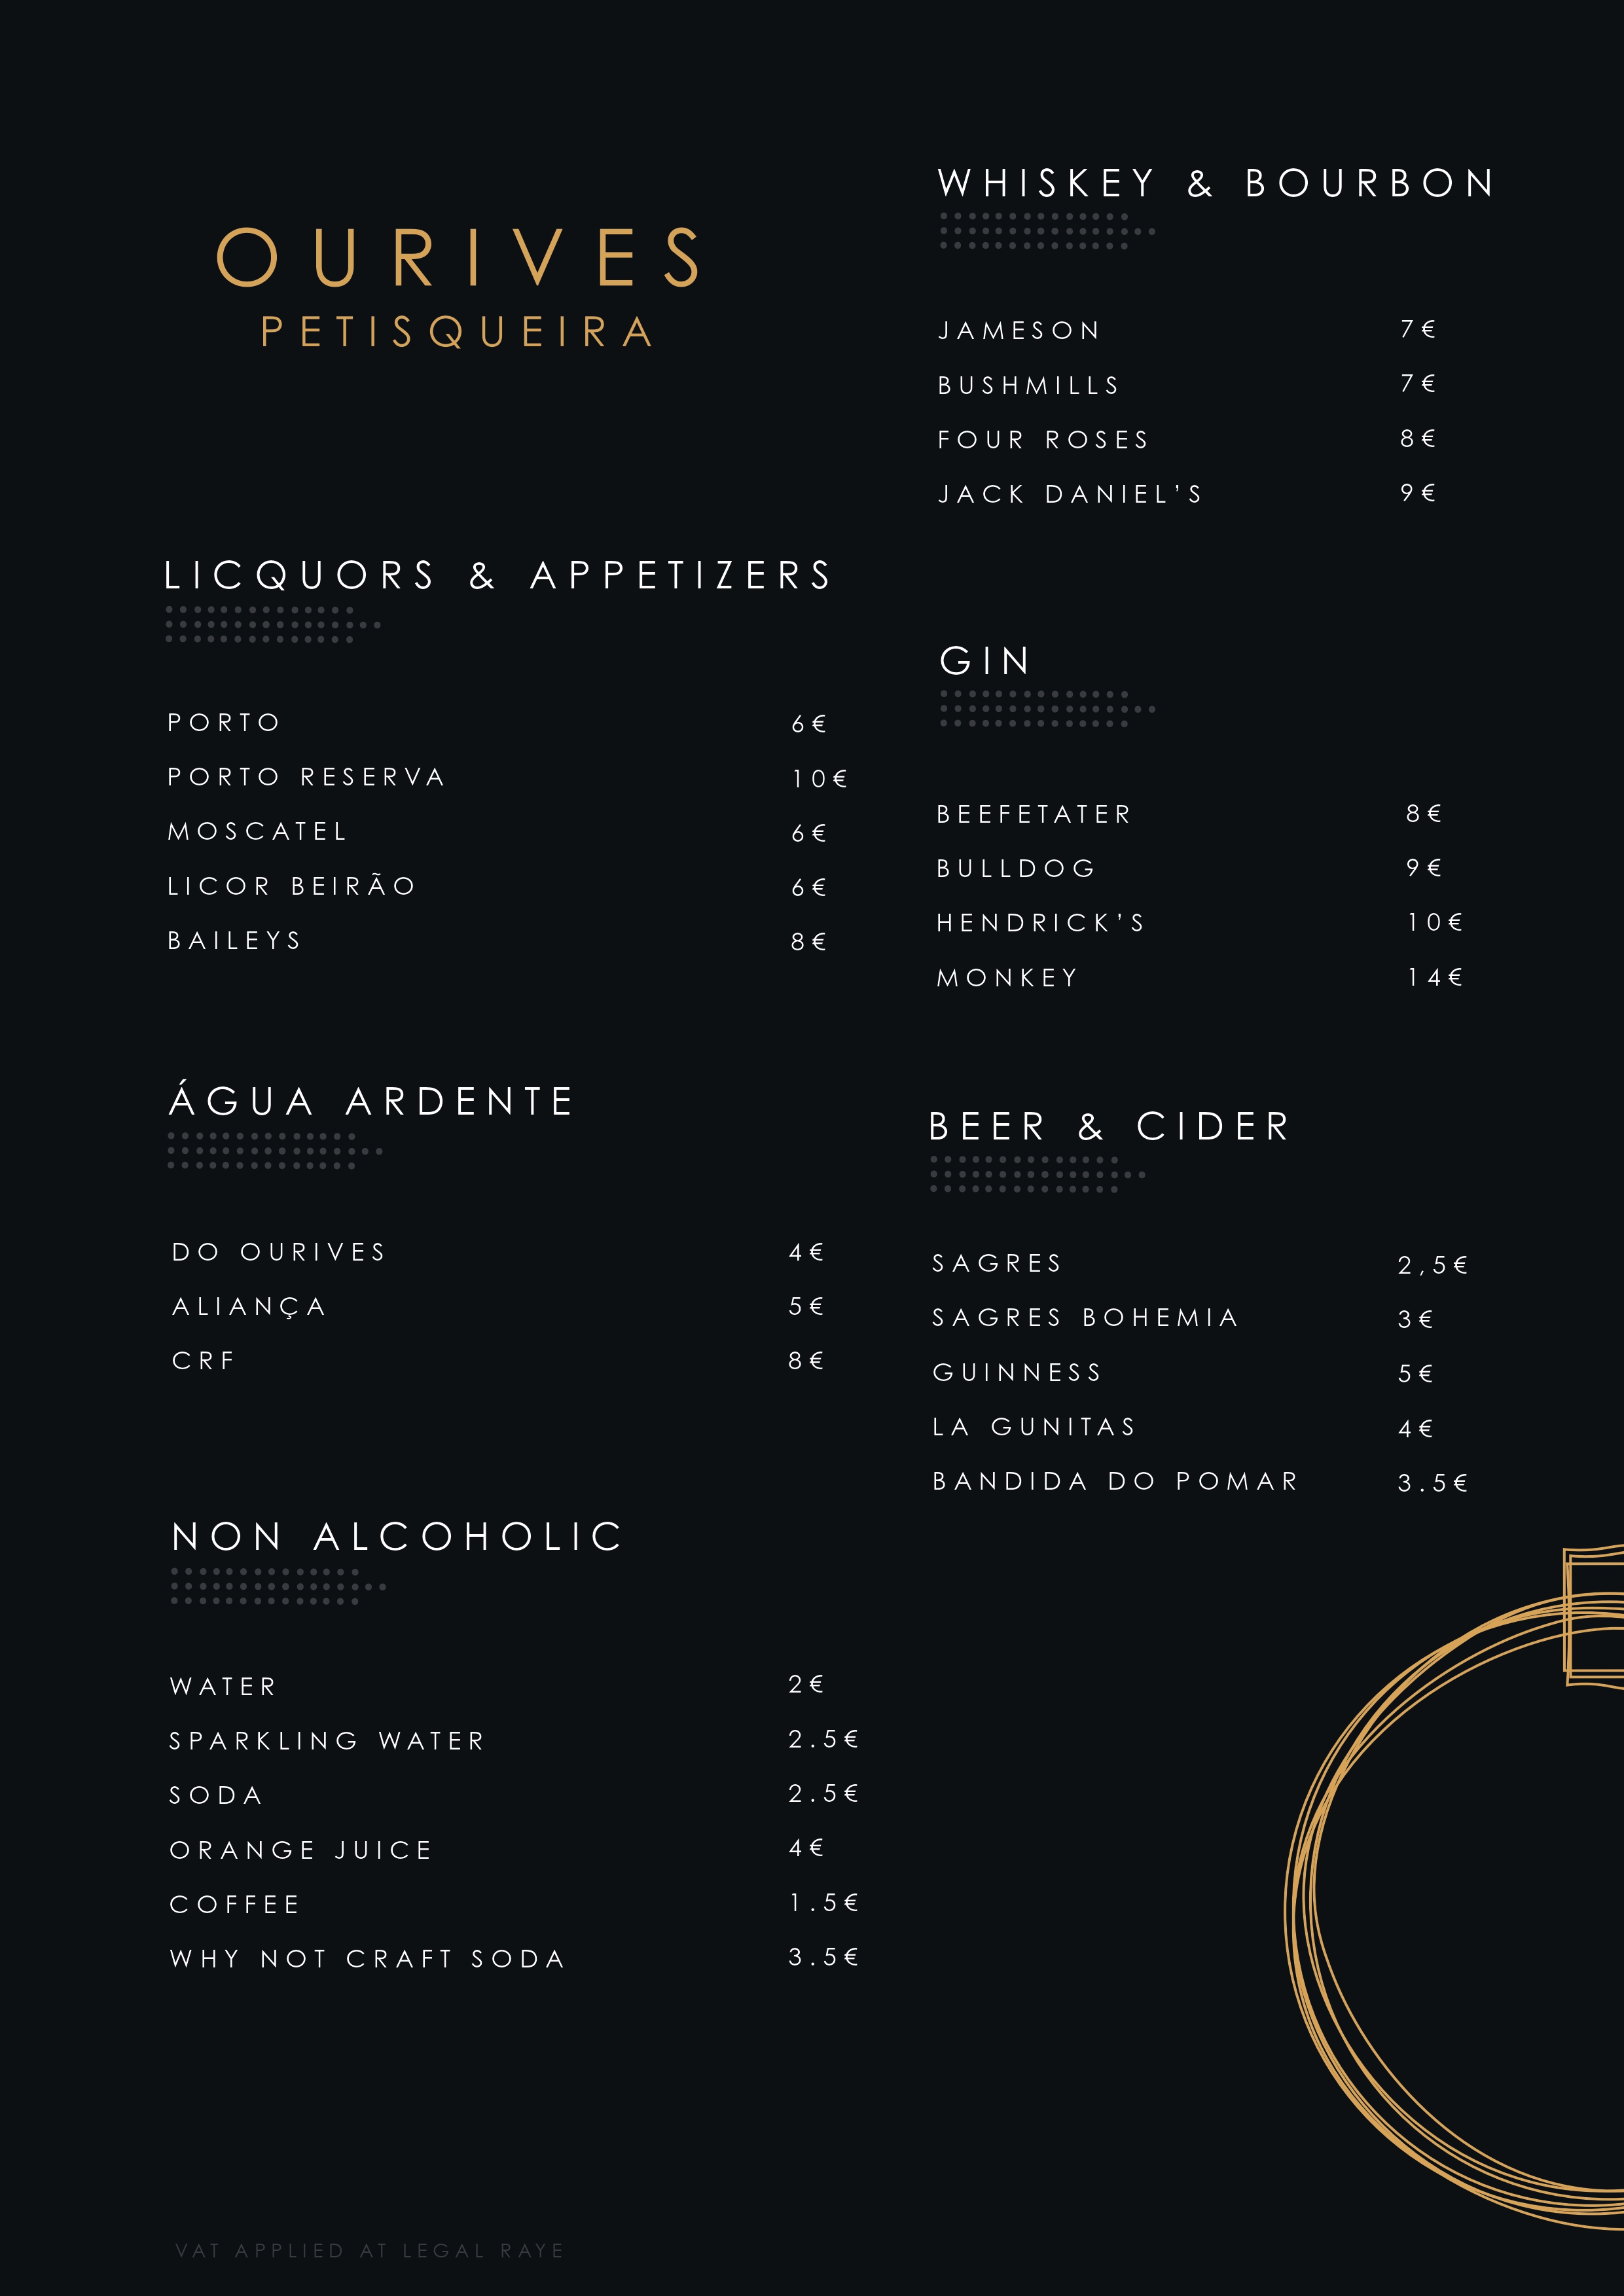 OURIVES
PETISQUEIRA
LICQUORS & APPETIZERS
PORTO 6€
PORTO RESERVA 10€
MOSCATEL 6€
LICOR BEIRÃO 6€
BAILEYS 8€
ÁGUA ARDENTE
DO OURIVES 4€
ALIANÇA 5€
CRF 8€
NON ALCOHOLIC
WATER 2€
SPARKLING WATER 2.5€
SODA 2.5€
ORANGE JUICE 4€
COFFEE 1.5€
WHY NOT CRAFT SODA 3.5€
WHISKEY & BOURBON
JAMESON 7€
BUSHMILLS 7€
FOUR ROSES 8€
JACK DANIEL'S 9€
GIN
BEEFETATER 8€
BULLDOG 9€
HENDRICK'S 10€
MONKEY 14€
BEER & CIDER
SAGRES 2,5€
SAGRES BOHEMIA 3€
GUINNESS 5€
LA GUNITAS 4€
BANDIDA DO POMAR 3.5€
VAT APPLIED AT LEGAL RAYE